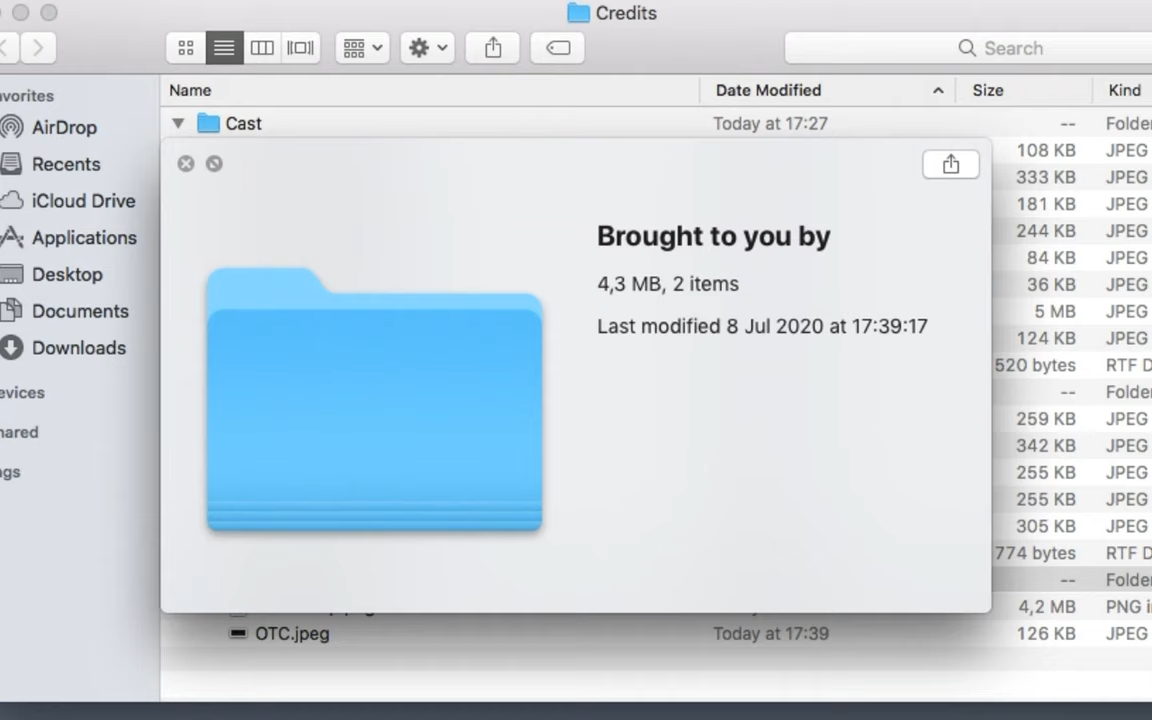 Credits
Search
Name Date Modified Size Kind
avorites
AirDrop
Recents
iCloud Drive
Applications
Desktop
Documents
Downloads
evices
hared
ags
Cast Today at 17:27 -- Folder
108 KB JPEG
333 KB JPEG
181 KB JPEG
244 KB JPEG
84 KB JPEG
36 KB JPEG
5 MB JPEG
124 KB JPEG
520 bytes RTF D
-- Folder
259 KB JPEG
342 KB JPEG
255 KB JPEG
255 KB JPEG
305 KB JPEG
774 bytes RTF D
-- Folder
4,2 MB PNG i
OTC.jpeg Today at 17:39 126 KB JPEG
Brought to you by
4,3 MB, 2 items
Last modified 8 Jul 2020 at 17:39:17